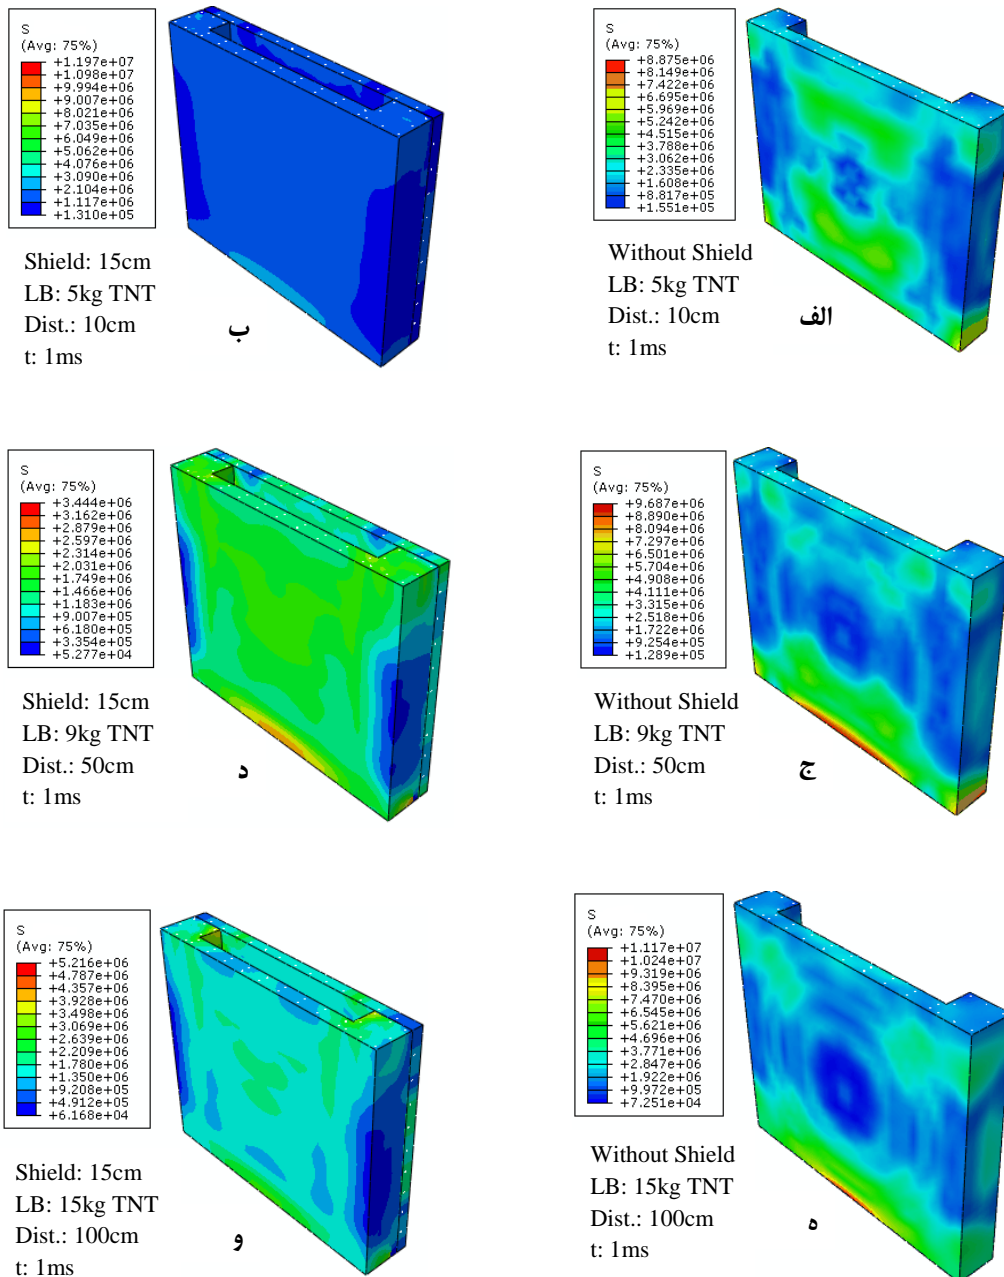 S
(Avg: 75%)
+1.197e+07
+1.098e+07
+9.994e+06
+9.007e+06
+8.021e+06
+7.035e+06
+6.049e+06
+5.062e+06
+4.076e+06
+3.090e+06
+2.104e+06
+1.117e+06
+1.310e+05
Shield: 15cm
LB: 5kg TNT
Dist.: 10cm
t: 1ms
ب
S
(Avg: 75%)
+8.875e+06
+8.149e+06
+7.422e+06
+6.695e+06
+5.969e+06
+5.242e+06
+4.515e+06
+3.788e+06
+3.062e+06
+2.335e+06
+1.608e+06
+8.817e+05
+1.551e+05
Without Shield
LB: 5kg TNT
Dist.: 10cm
t: 1ms
الف
S
(Avg: 75%)
+3.444e+06
+3.162e+06
+2.879e+06
+2.597e+06
+2.314e+06
+2.031e+06
+1.749e+06
+1.466e+06
+1.183e+06
+9.007e+05
+6.180e+05
+3.354e+05
+5.277e+04
Shield: 15cm
LB: 9kg TNT
Dist.: 50cm
t: 1ms
د
S
(Avg: 75%)
+9.687e+06
+8.890e+06
+8.094e+06
+7.297e+06
+6.501e+06
+5.704e+06
+4.908e+06
+4.111e+06
+3.315e+06
+2.518e+06
+1.722e+06
+9.254e+05
+1.289e+05
Without Shield
LB: 9kg TNT
Dist.: 50cm
t: 1ms
ج
S
(Avg: 75%)
+5.216e+06
+4.787e+06
+4.357e+06
+3.928e+06
+3.498e+06
+3.069e+06
+2.639e+06
+2.209e+06
+1.780e+06
+1.350e+06
+9.208e+05
+4.912e+05
+6.168e+04
Shield: 15cm
LB: 15kg TNT
Dist.: 100cm
t: 1ms
و
S
(Avg: 75%)
+1.117e+07
+1.024e+07
+9.319e+06
+8.395e+06
+7.470e+06
+6.545e+06
+5.621e+06
+4.696e+06
+3.771e+06
+2.847e+06
+1.922e+06
+9.972e+05
+7.251e+04
Without Shield
LB: 15kg TNT
Dist.: 100cm
t: 1ms
ه